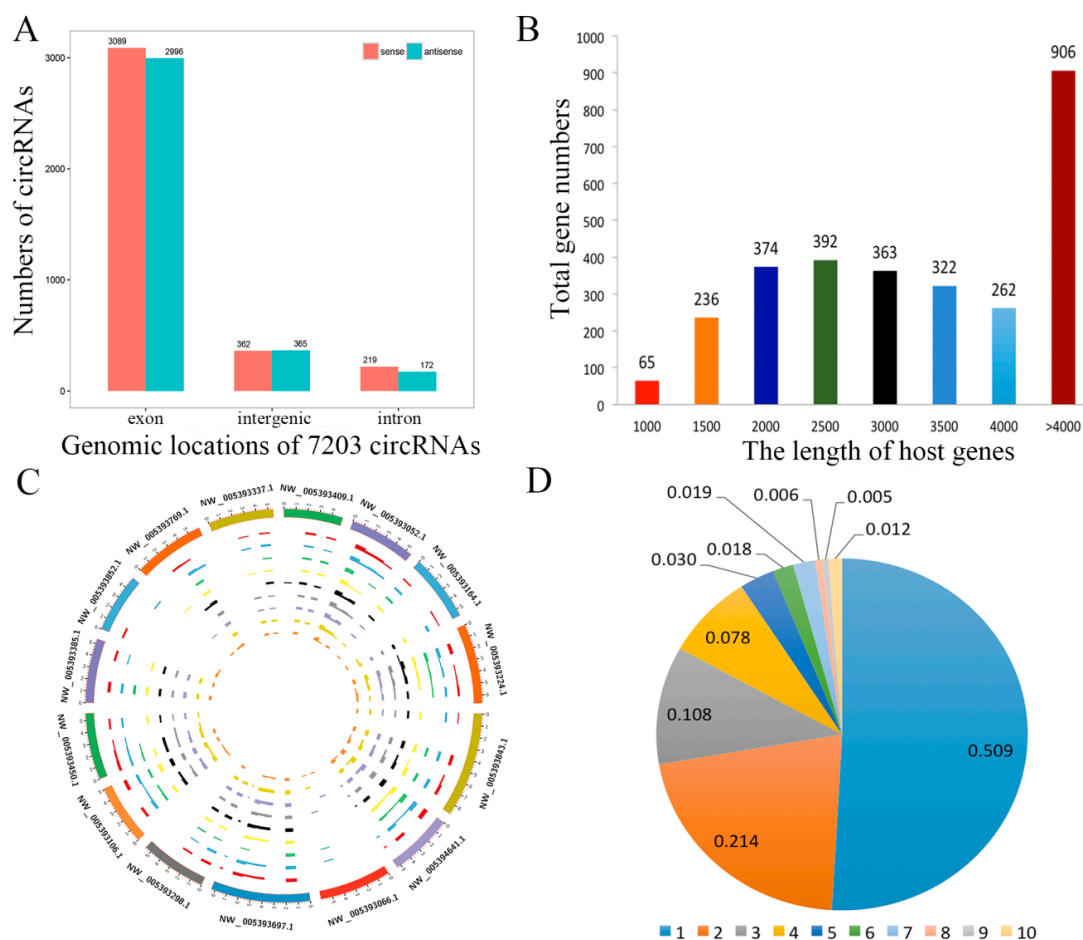 A
Numbers of circRNAs
3000
2000
1000
0
3089
2996
362
365
219
172
sense
antisense
exon
intergenic
intron
Genomic locations of 7203 circRNAs
B
Total gene numbers
1000
900
800
700
600
500
400
300
200
100
0
65
236
374
392
363
322
262
906
1000
1500
2000
2500
3000
3500
4000
>4000
The length of host genes
C
NW_005393337.1
NW_005393409.1
NW_005393052.1
NW_005393164.1
NW_005393224.1
NW_005393843.1
NW_005394641.1
NW_005393066.1
NW_005393697.1
NW_005393298.1
NW_005393106.1
NW_005393450.1
NW_005393385.1
NW_005393852.1
NW_005393769.1
D
0.019
0.006
0.005
0.012
0.018
0.030
0.078
0.108
0.214
0.509
1 2 3 4 5 6 7 8 9 10